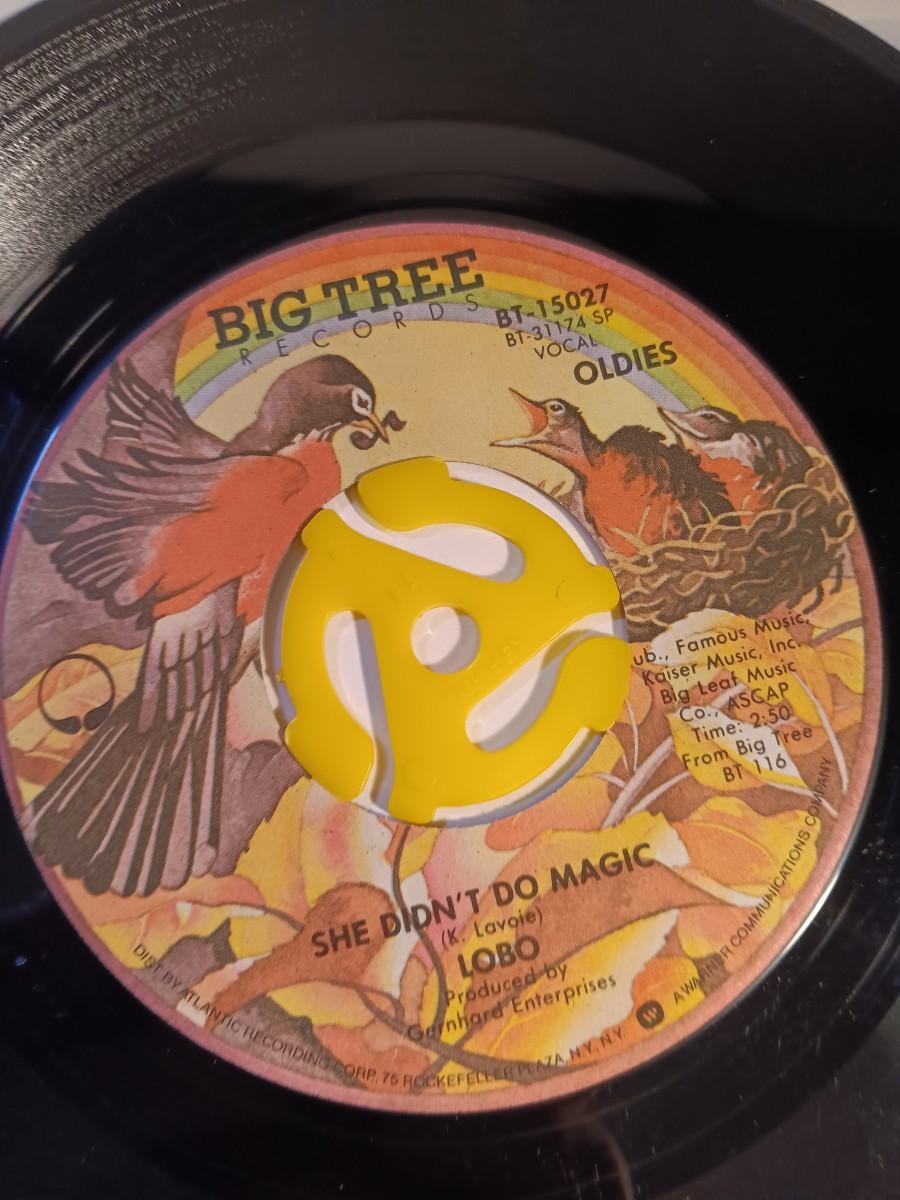 BIG TREE
RECORDS
BT-15027
BT-31174 SP
VOCAL
OLDIES
ub., Famous Music,
Kaiser Music, Inc.
Big Leaf Music
Co., ASCAP
Time: 2:50
From Big Tree
BT 116
SHE DIDN'T DO MAGIC
(K. Lavoie)
LOBO
Produced by
Gernhard Enterprises
DIST BY ATLANTIC RECORDING CORP. 75 ROCKEFELLER PLAZA, N.Y., N.Y. A WARNER COMMUNICATIONS COMPANY